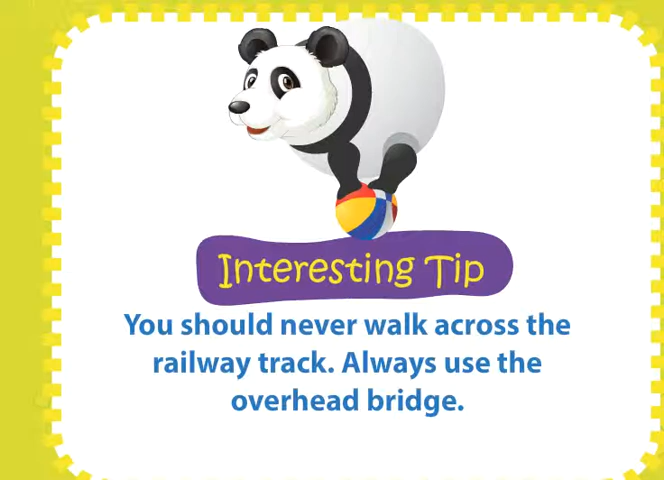 Interesting Tip
You should never walk across the
railway track. Always use the
overhead bridge.